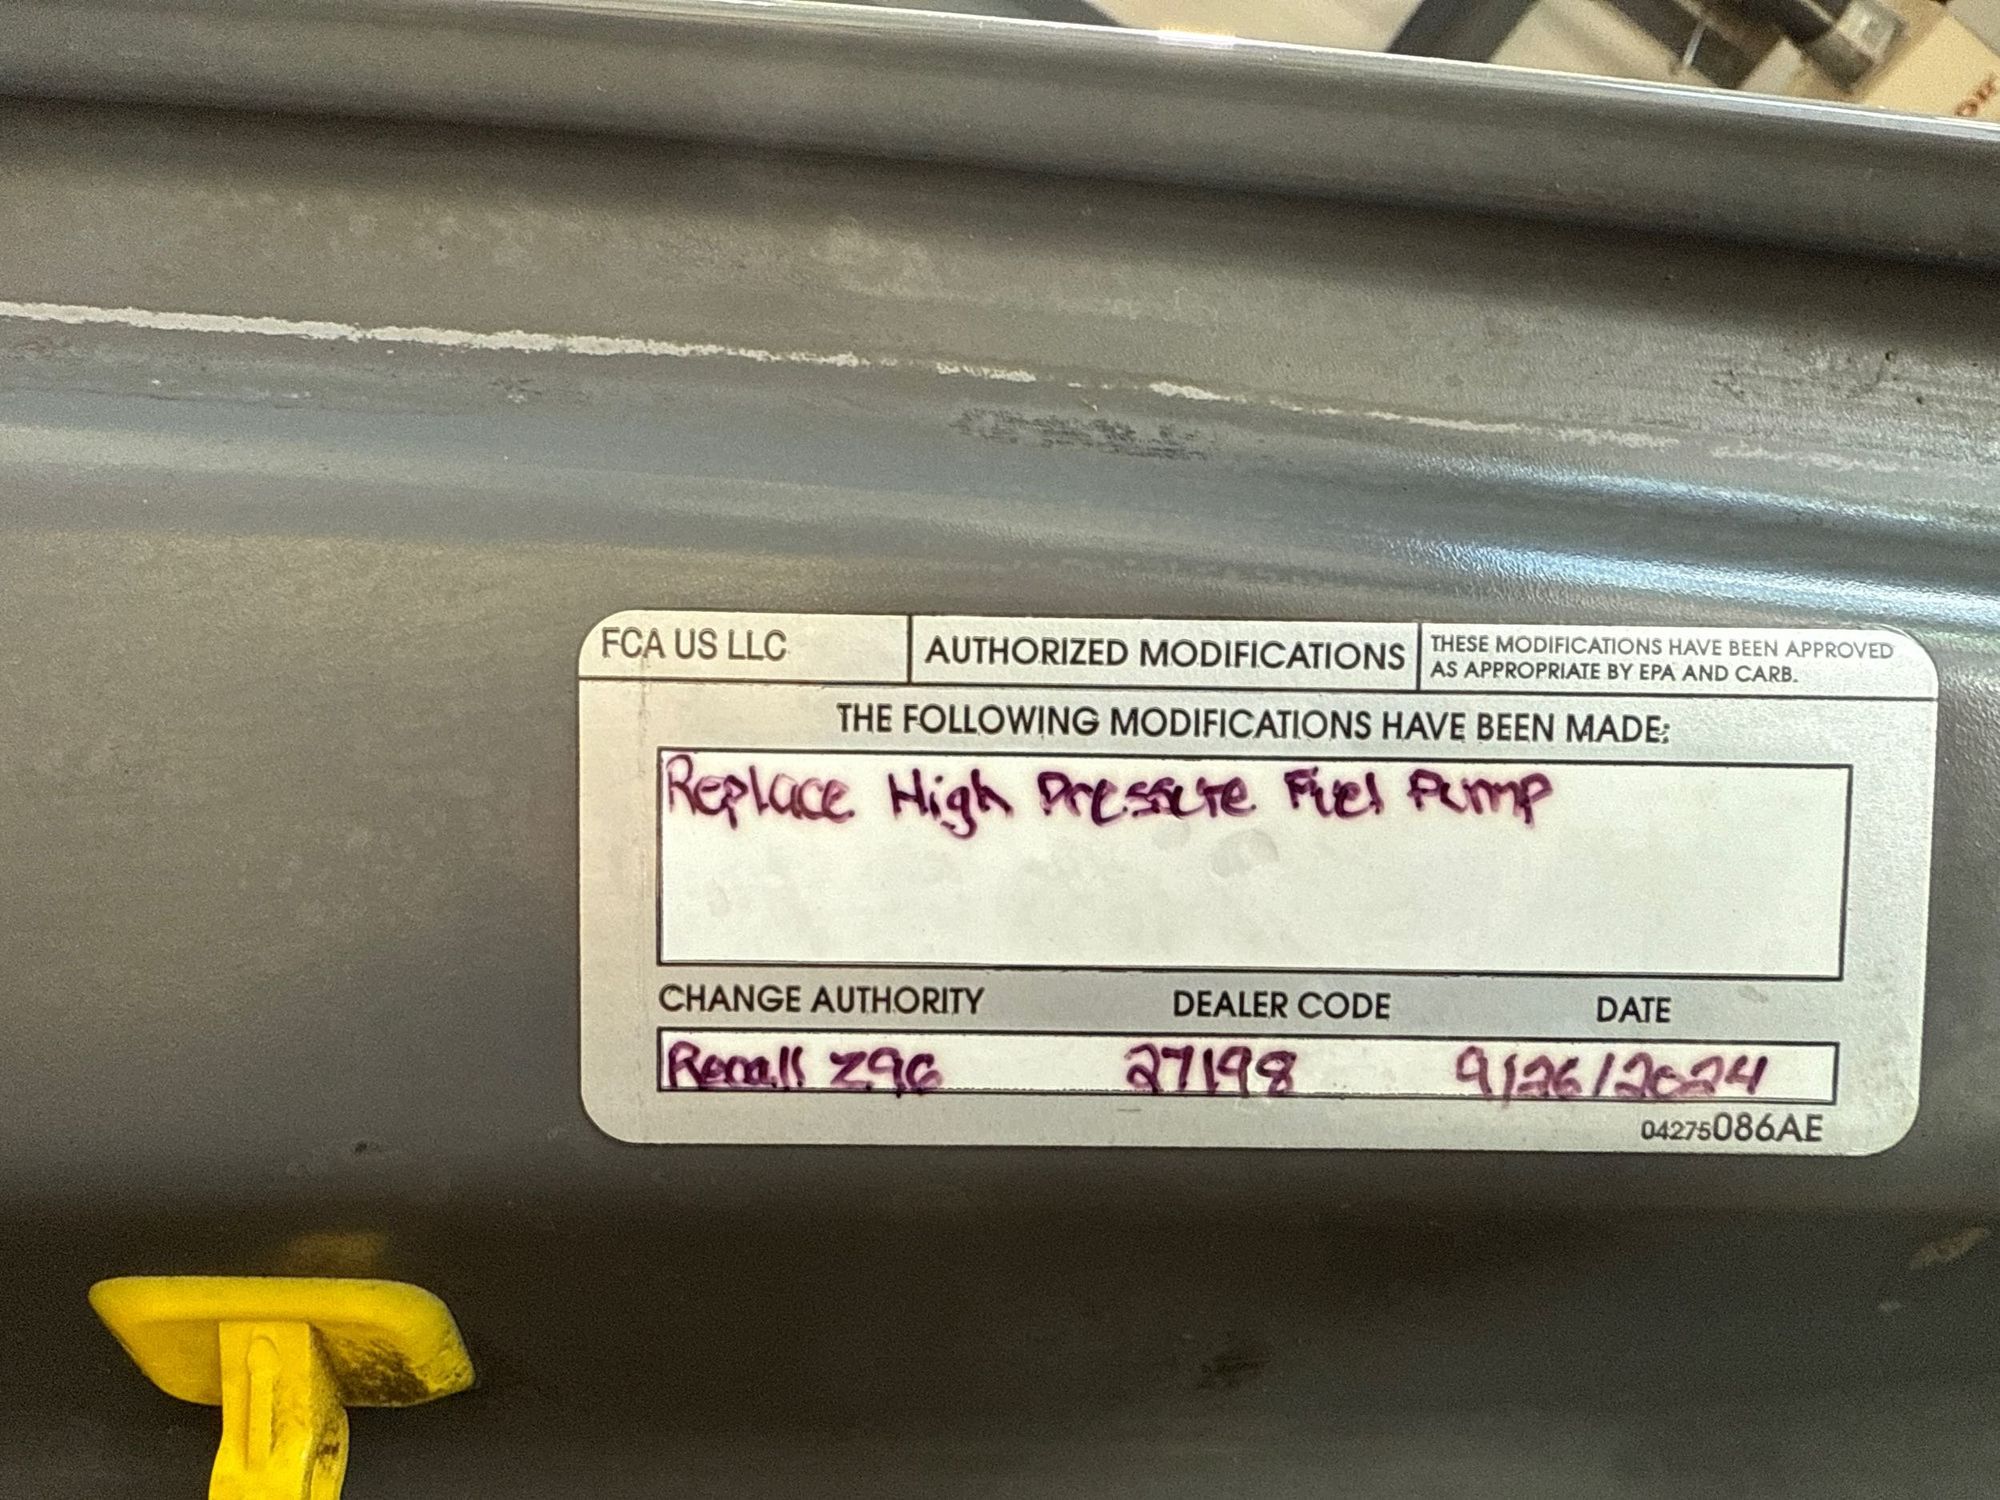 FCA US LLC
AUTHORIZED MODIFICATIONS
THESE MODIFICATIONS HAVE BEEN APPROVED
AS APPROPRIATE BY EPA AND CARB.
THE FOLLOWING MODIFICATIONS HAVE BEEN MADE:
Replace High Pressure Fuel Pump
CHANGE AUTHORITY DEALER CODE DATE
Recall Z96 27198 9/26/2024
04275086AE